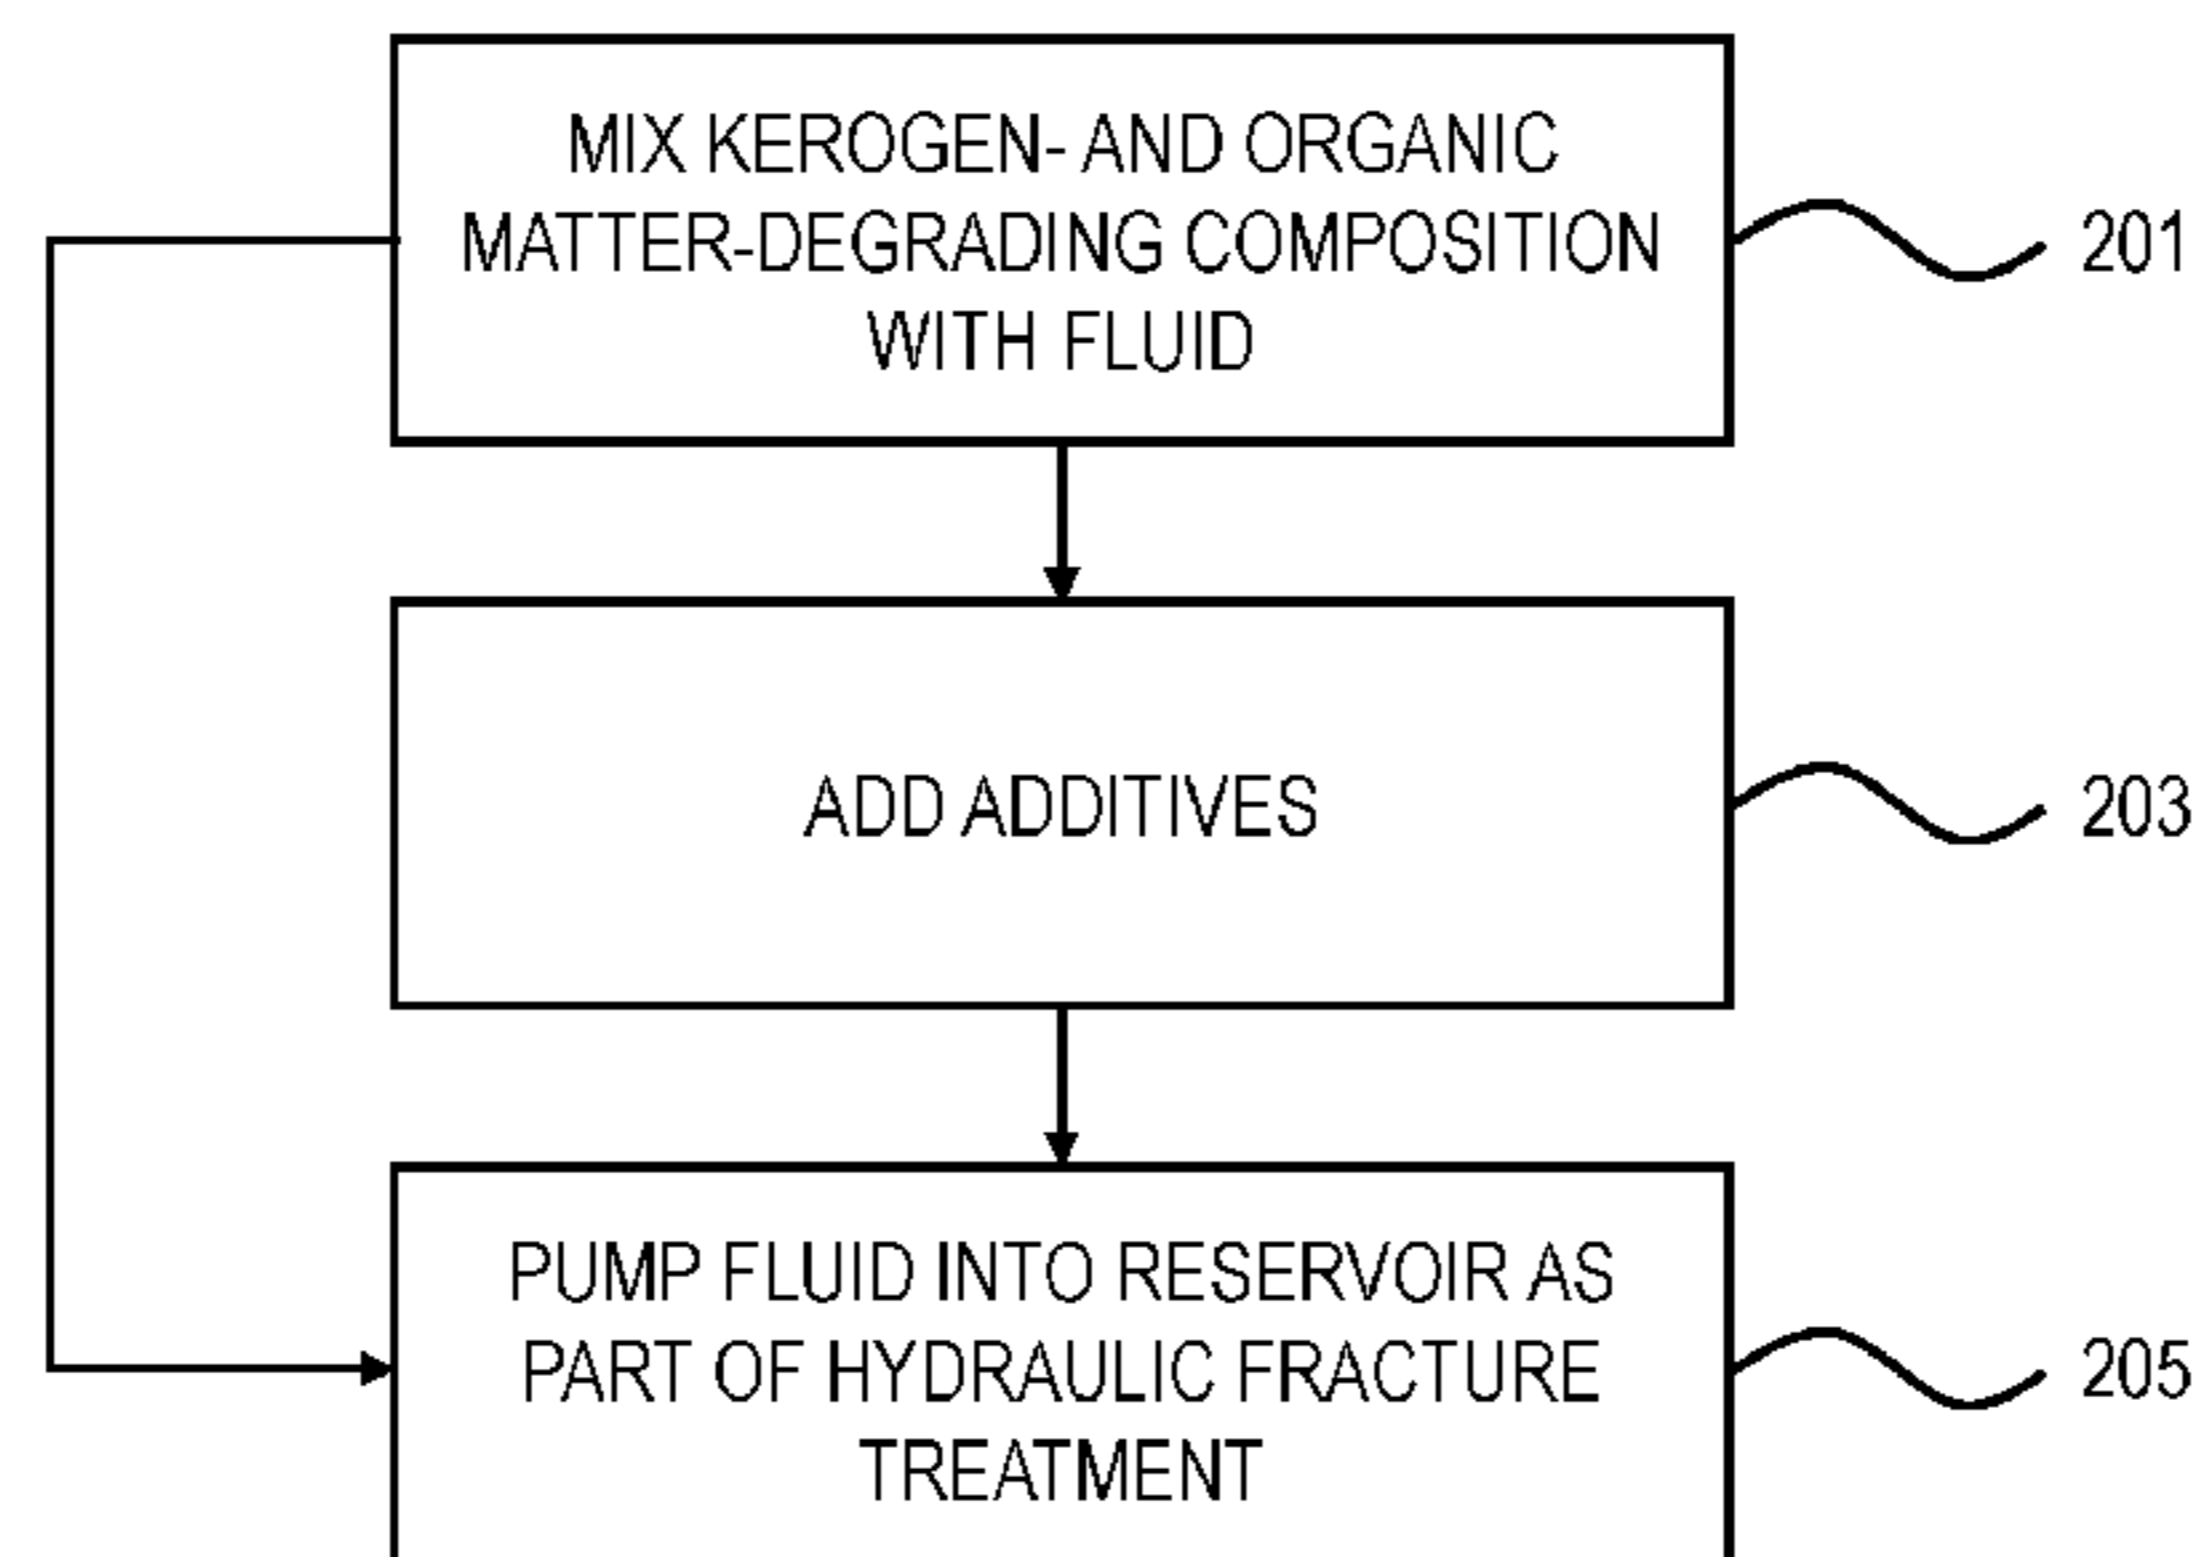 MIX KEROGEN- AND ORGANIC
MATTER-DEGRADING COMPOSITION
WITH FLUID
201
ADD ADDITIVES
203
PUMP FLUID INTO RESERVOIR AS
PART OF HYDRAULIC FRACTURE
TREATMENT
205